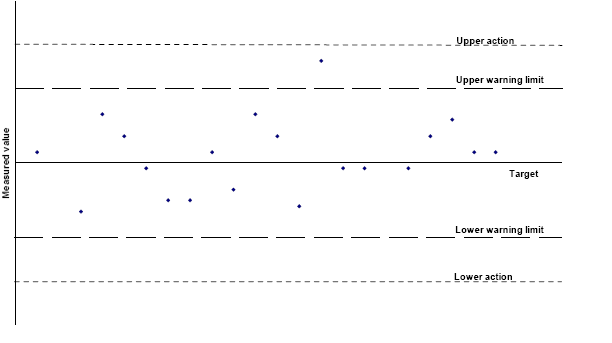 Upper action
Upper warning limit
Measured value
Target
Lower warning limit
Lower action